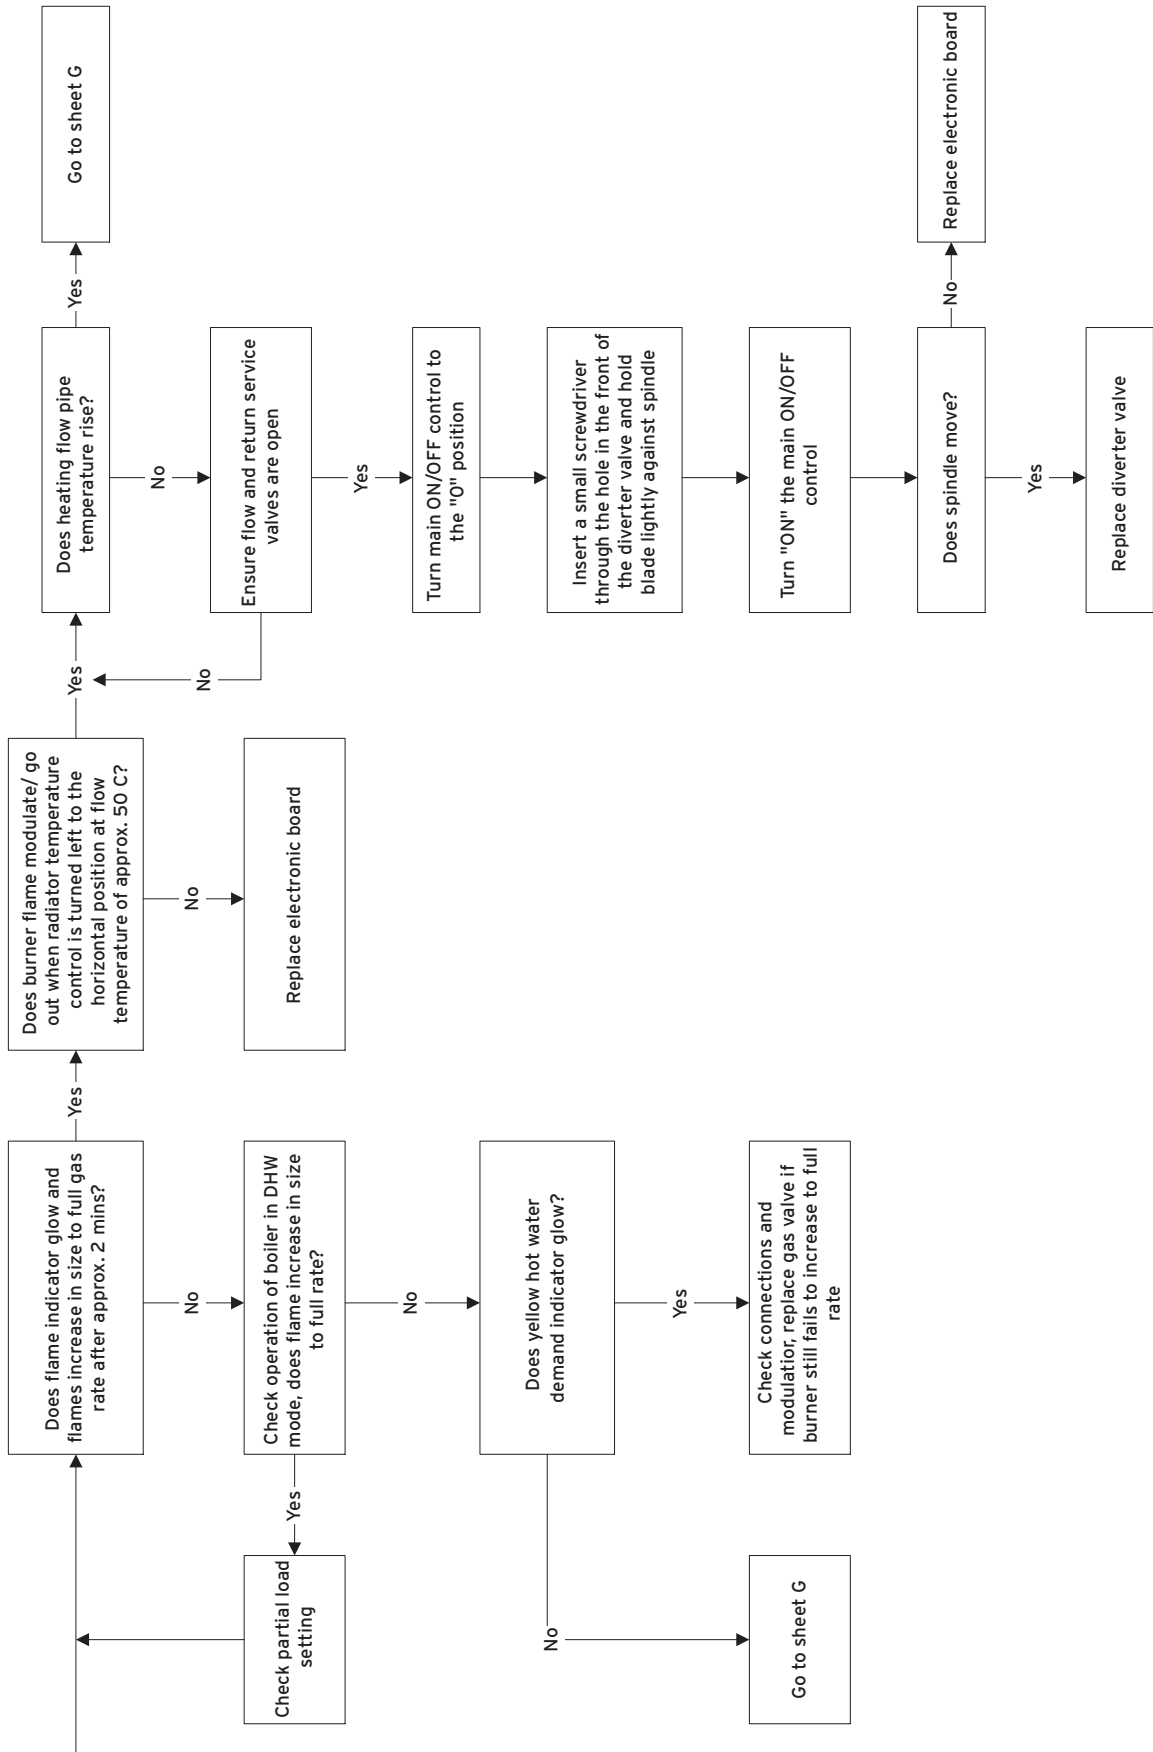 Does flame indicator glow and
flames increase in size to full gas
rate after approx. 2 mins?
Yes
Does burner flame modulate/ go
out when radiator temperature
control is turned left to the
horizontal position at flow
temperature of approx. 50 C?
Yes
Does heating flow pipe
temperature rise?
Yes
Go to sheet G
No
No
No
No
Check partial load
setting
Yes
Check operation of boiler in DHW
mode, does flame increase in size
to full rate?
Replace electronic board
Ensure flow and return service
valves are open
No
Yes
Turn main ON/OFF control to
the "O" position
Does yellow hot water
demand indicator glow?
Insert a small screwdriver
through the hole in the front of
the diverter valve and hold
blade lightly against spindle
No
Yes
Go to sheet G
Check connections and
modulatior, replace gas valve if
burner still fails to increase to full
rate
Turn "ON" the main ON/OFF
control
Does spindle move?
No
Replace electronic board
Yes
Replace diverter valve